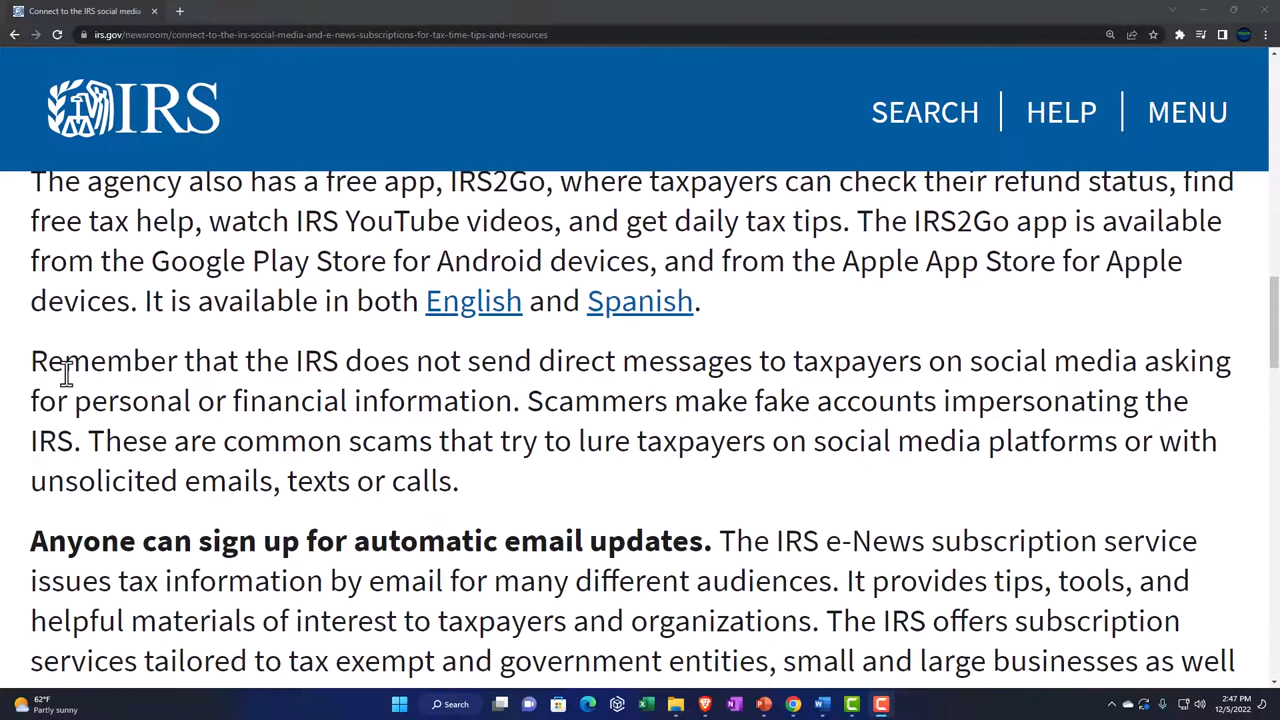 Connect to the IRS social media
irs.gov/newsroom/connect-to-the-irs-social-media-and-e-news-subscriptions-for-tax-time-tips-and-resources
IRS
SEARCH
HELP
MENU
The agency also has a free app, IRS2Go, where taxpayers can check their refund status, find
free tax help, watch IRS YouTube videos, and get daily tax tips. The IRS2Go app is available
from the Google Play Store for Android devices, and from the Apple App Store for Apple
devices. It is available in both English and Spanish.
Remember that the IRS does not send direct messages to taxpayers on social media asking
for personal or financial information. Scammers make fake accounts impersonating the
IRS. These are common scams that try to lure taxpayers on social media platforms or with
unsolicited emails, texts or calls.
Anyone can sign up for automatic email updates. The IRS e-News subscription service
issues tax information by email for many different audiences. It provides tips, tools, and
helpful materials of interest to taxpayers and organizations. The IRS offers subscription
services tailored to tax exempt and government entities, small and large businesses as well
62°F
Partly sunny
Search
2:47 PM
12/5/2022